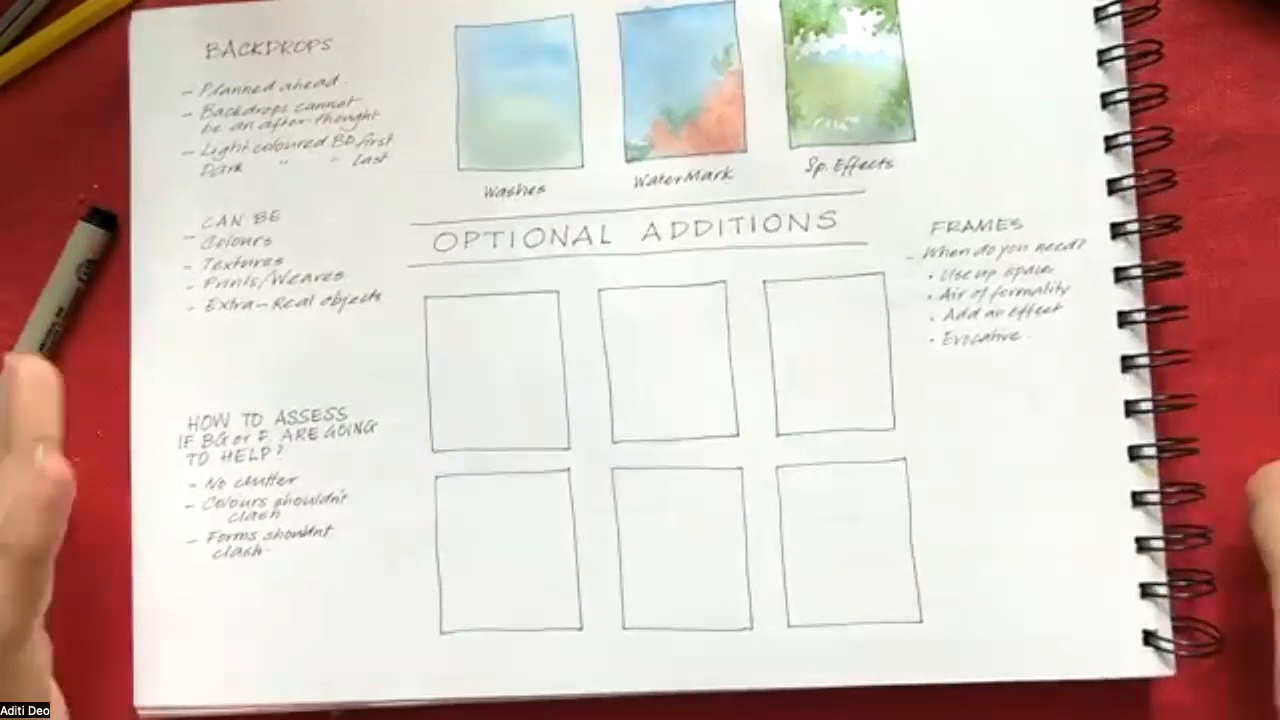 BACKDROPS
- Planned ahead.
- Backdrops cannot
be an after-thought
- Light coloured BD first
Dark " " Last
CAN BE
- Colours
- Textures
- Prints/Weaves
- Extra-Real objects
HOW TO ASSESS
IF BG or F. ARE GOING
TO HELP?
- No clutter
- Colours shouldn't
clash
- Forms shouldnt
clash.
Washes
WaterMark
Sp. Effects
OPTIONAL ADDITIONS
FRAMES
- When do you need?
• Use up space
• Air of formality
• Add an effect
• Evocative.
Aditi Deo